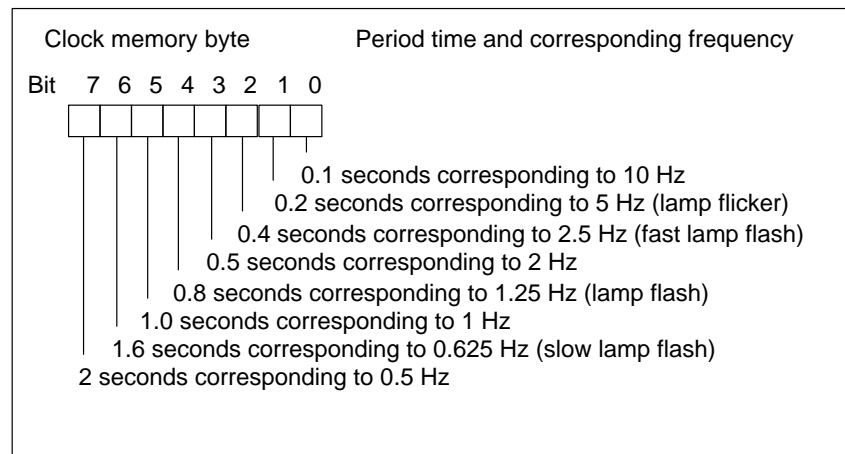 Clock memory byte Period time and corresponding frequency
Bit 7 6 5 4 3 2 1 0
0.1 seconds corresponding to 10 Hz
0.2 seconds corresponding to 5 Hz (lamp flicker)
0.4 seconds corresponding to 2.5 Hz (fast lamp flash)
0.5 seconds corresponding to 2 Hz
0.8 seconds corresponding to 1.25 Hz (lamp flash)
1.0 seconds corresponding to 1 Hz
1.6 seconds corresponding to 0.625 Hz (slow lamp flash)
2 seconds corresponding to 0.5 Hz